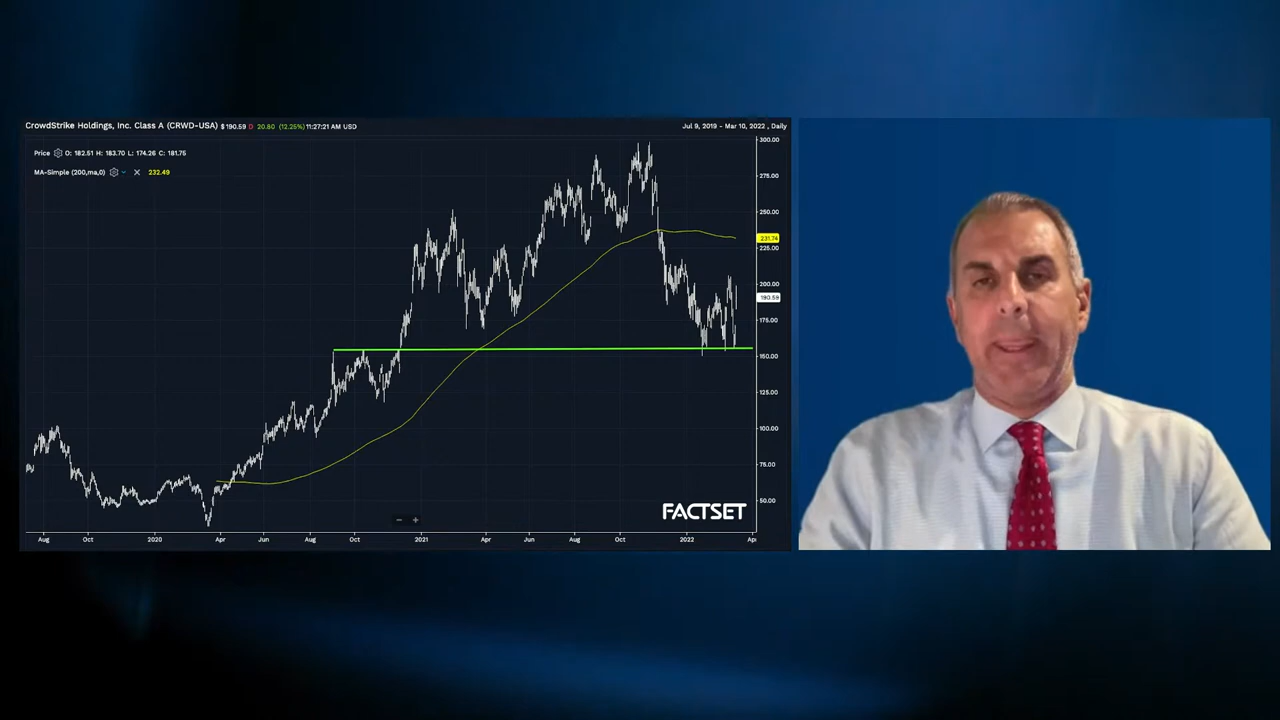 CrowdStrike Holdings, Inc. Class A (CRWD-USA) $190.59 D 20.80 (12.25%) 11:27:21 AM USD
Jul 9, 2019 - Mar 10, 2022 , Daily
Price O: 182.51 H: 183.70 L: 174.26 C: 181.75
MA-Simple (200,ma,0) × 232.49
300.00
275.00
250.00
231.74
225.00
200.00
190.59
175.00
150.00
125.00
100.00
75.00
50.00
FACTSET
Aug Oct 2020 Apr Jun Aug Oct 2021 Apr Jun Aug Oct 2022